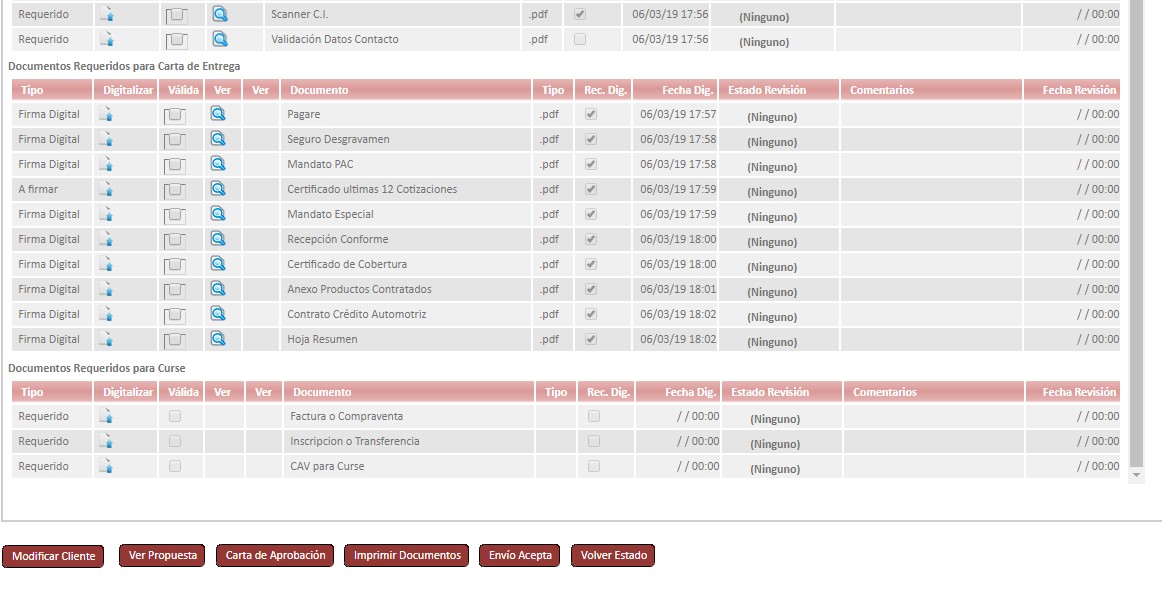 Requerido Scanner C.I. .pdf 06/03/19 17:56 (Ninguno) / / 00:00
Requerido Validación Datos Contacto .pdf 06/03/19 17:56 (Ninguno) / / 00:00
Documentos Requeridos para Carta de Entrega
Tipo Digitalizar Válida Ver Ver Documento Tipo Rec. Dig. Fecha Dig. Estado Revisión Comentarios Fecha Revisión
Firma Digital Pagare .pdf 06/03/19 17:57 (Ninguno) / / 00:00
Firma Digital Seguro Desgravamen .pdf 06/03/19 17:58 (Ninguno) / / 00:00
Firma Digital Mandato PAC .pdf 06/03/19 17:58 (Ninguno) / / 00:00
A firmar Certificado ultimas 12 Cotizaciones .pdf 06/03/19 17:59 (Ninguno) / / 00:00
Firma Digital Mandato Especial .pdf 06/03/19 17:59 (Ninguno) / / 00:00
Firma Digital Recepción Conforme .pdf 06/03/19 18:00 (Ninguno) / / 00:00
Firma Digital Certificado de Cobertura .pdf 06/03/19 18:00 (Ninguno) / / 00:00
Firma Digital Anexo Productos Contratados .pdf 06/03/19 18:01 (Ninguno) / / 00:00
Firma Digital Contrato Crédito Automotriz .pdf 06/03/19 18:02 (Ninguno) / / 00:00
Firma Digital Hoja Resumen .pdf 06/03/19 18:02 (Ninguno) / / 00:00
Documentos Requeridos para Curse
Tipo Digitalizar Válida Ver Ver Documento Tipo Rec. Dig. Fecha Dig. Estado Revisión Comentarios Fecha Revisión
Requerido Factura o Compraventa / / 00:00 (Ninguno) / / 00:00
Requerido Inscripcion o Transferencia / / 00:00 (Ninguno) / / 00:00
Requerido CAV para Curse / / 00:00 (Ninguno) / / 00:00
Modificar Cliente Ver Propuesta Carta de Aprobación Imprimir Documentos Envío Acepta Volver Estado